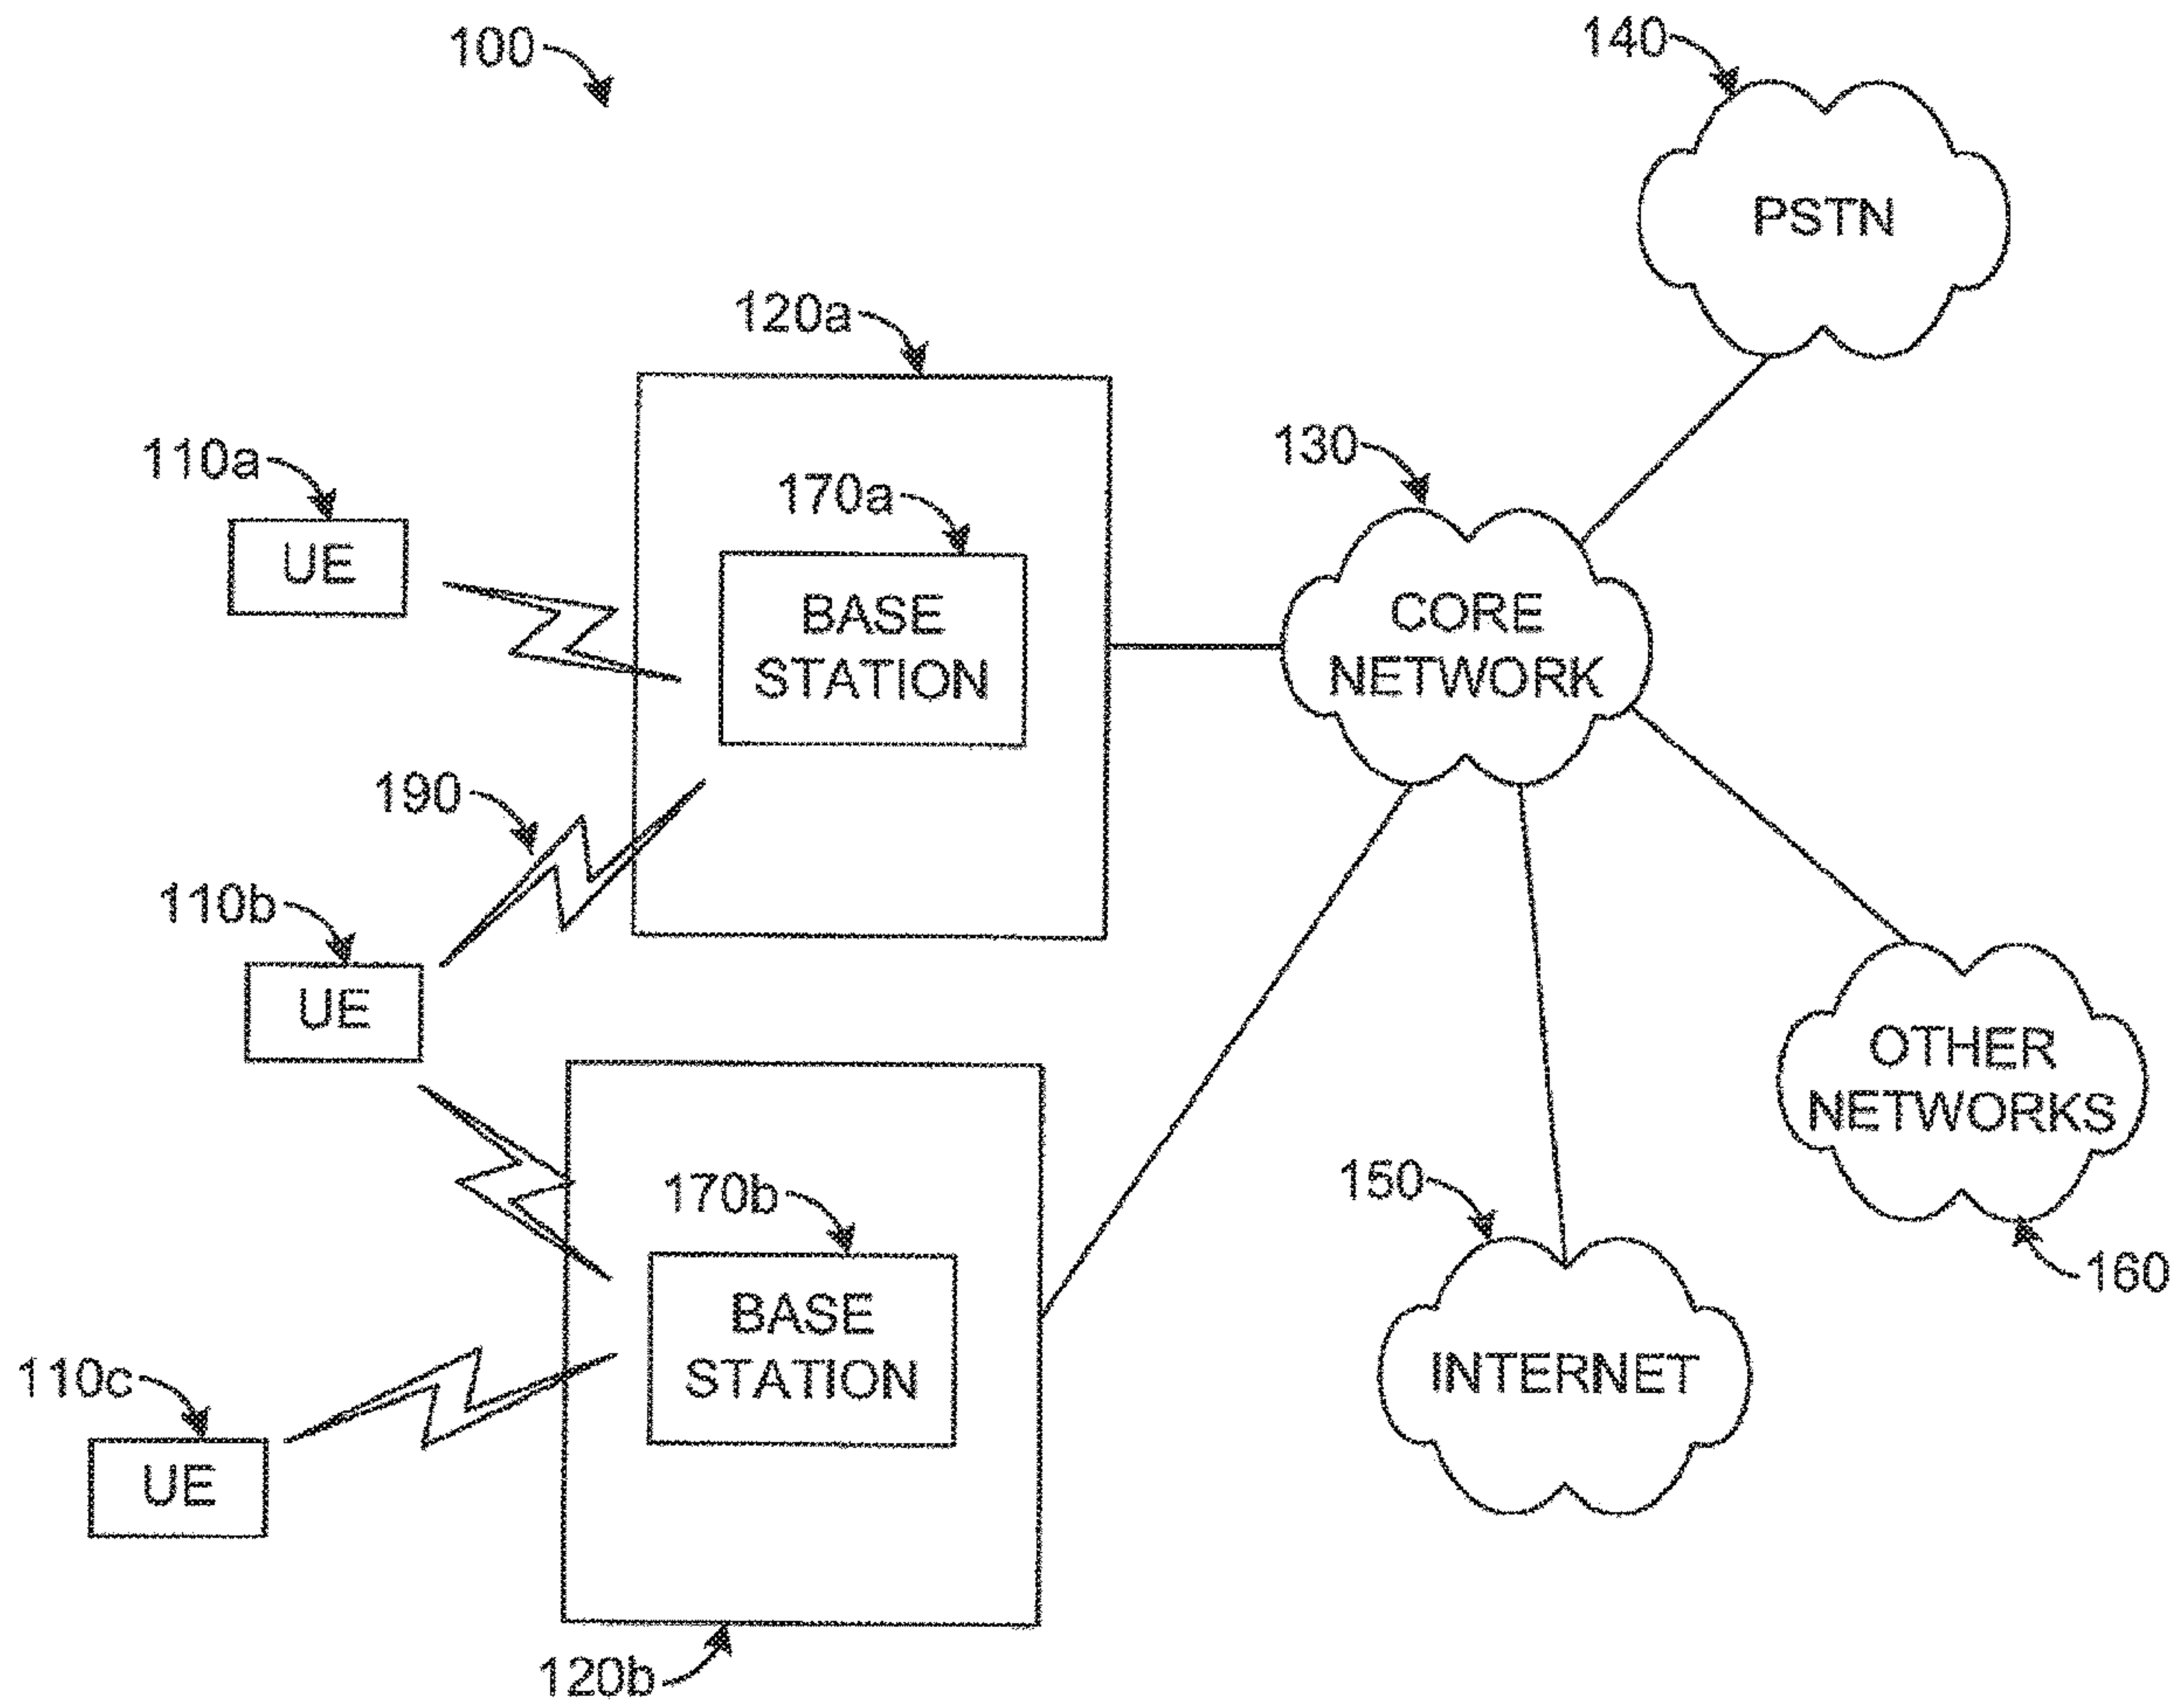 100
140
PSTN
120a
130
110a
170a
UE
BASE
STATION
CORE
NETWORK
190
110b
UE
OTHER
NETWORKS
170b
150
160
BASE
STATION
INTERNET
110c
UE
120b